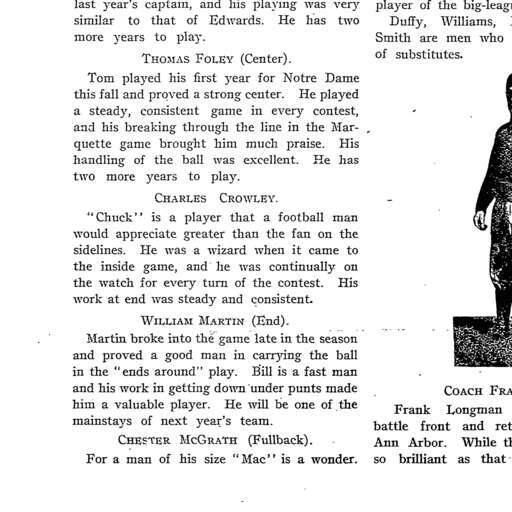 last year's captain, and his playing was very
similar to that of Edwards. He has two
more years to play.
THOMAS FOLEY (Center).
Tom played his first year for Notre Dame
this fall and proved a strong center. He played
a steady, consistent game in every contest,
and his breaking through the line in the Mar-
quette game brought him much praise. His
handling of the ball was excellent. He has
two more years to play.
CHARLES CROWLEY.
"Chuck" is a player that a football man
would appreciate greater than the fan on the
sidelines. He was a wizard when it came to
the inside game, and he was continually on
the watch for every turn of the contest. His
work at end was steady and consistent.
WILLIAM MARTIN (End).
Martin broke into the game late in the season
and proved a good man in carrying the ball
in the "ends around" play. Bill is a fast man
and his work in getting down under punts made
him a valuable player. He will be one of the
mainstays of next year's team.
CHESTER MCGRATH (Fullback).
For a man of his size "Mac" is a wonder.
player of the big-leag
Duffy, Williams,
Smith are men who
of substitutes.
COACH FRA
Frank Longman
battle front and ret
Ann Arbor. While th
so brilliant as that